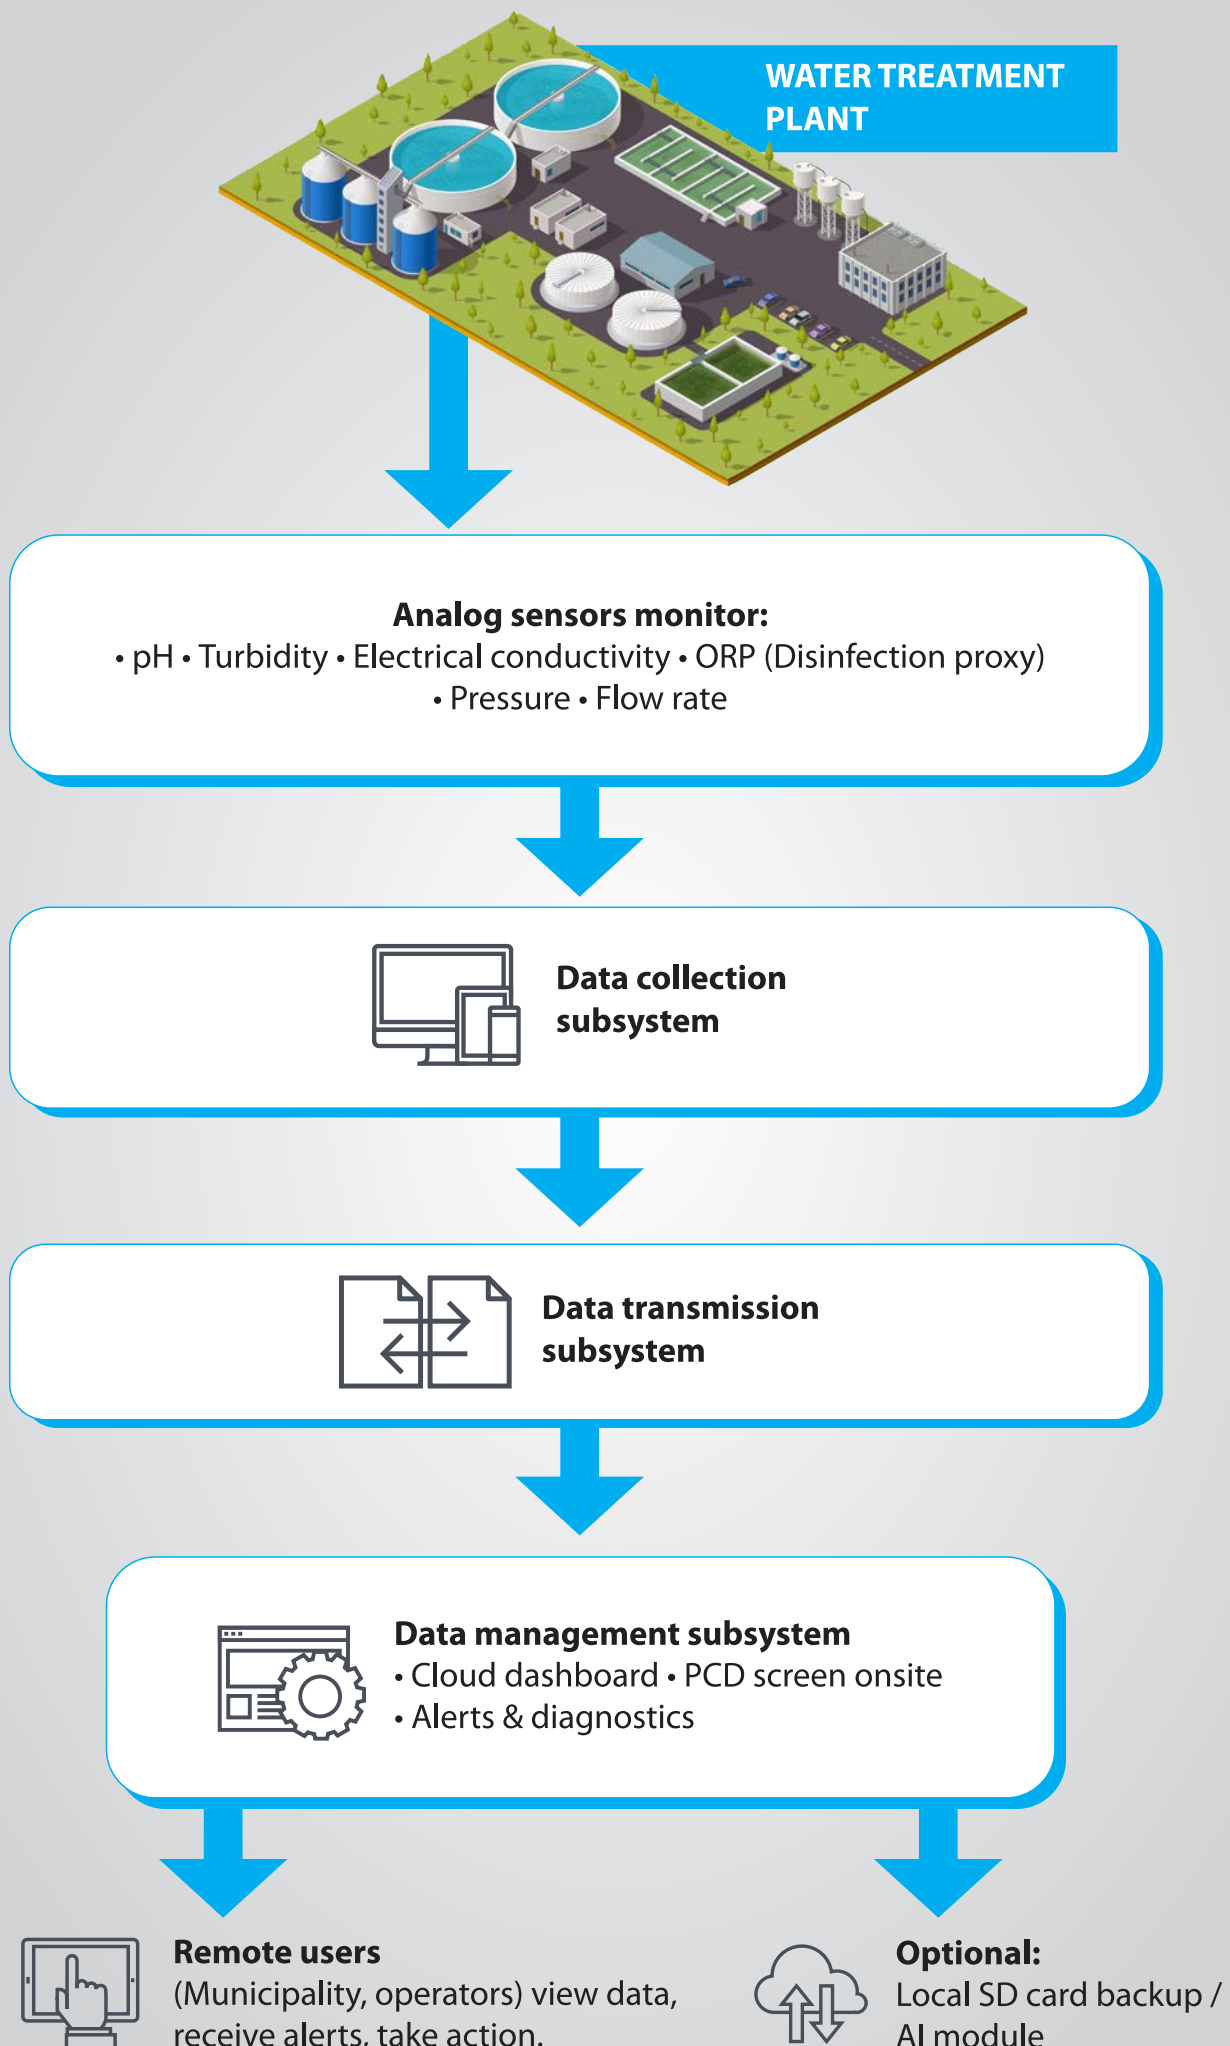 WATER TREATMENT
PLANT
Analog sensors monitor:
• pH • Turbidity • Electrical conductivity • ORP (Disinfection proxy)
• Pressure • Flow rate
Data collection
subsystem
Data transmission
subsystem
Data management subsystem
• Cloud dashboard • PCD screen onsite
• Alerts & diagnostics
Remote users
(Municipality, operators) view data,
receive alerts, take action.
Optional:
Local SD card backup /
AI module